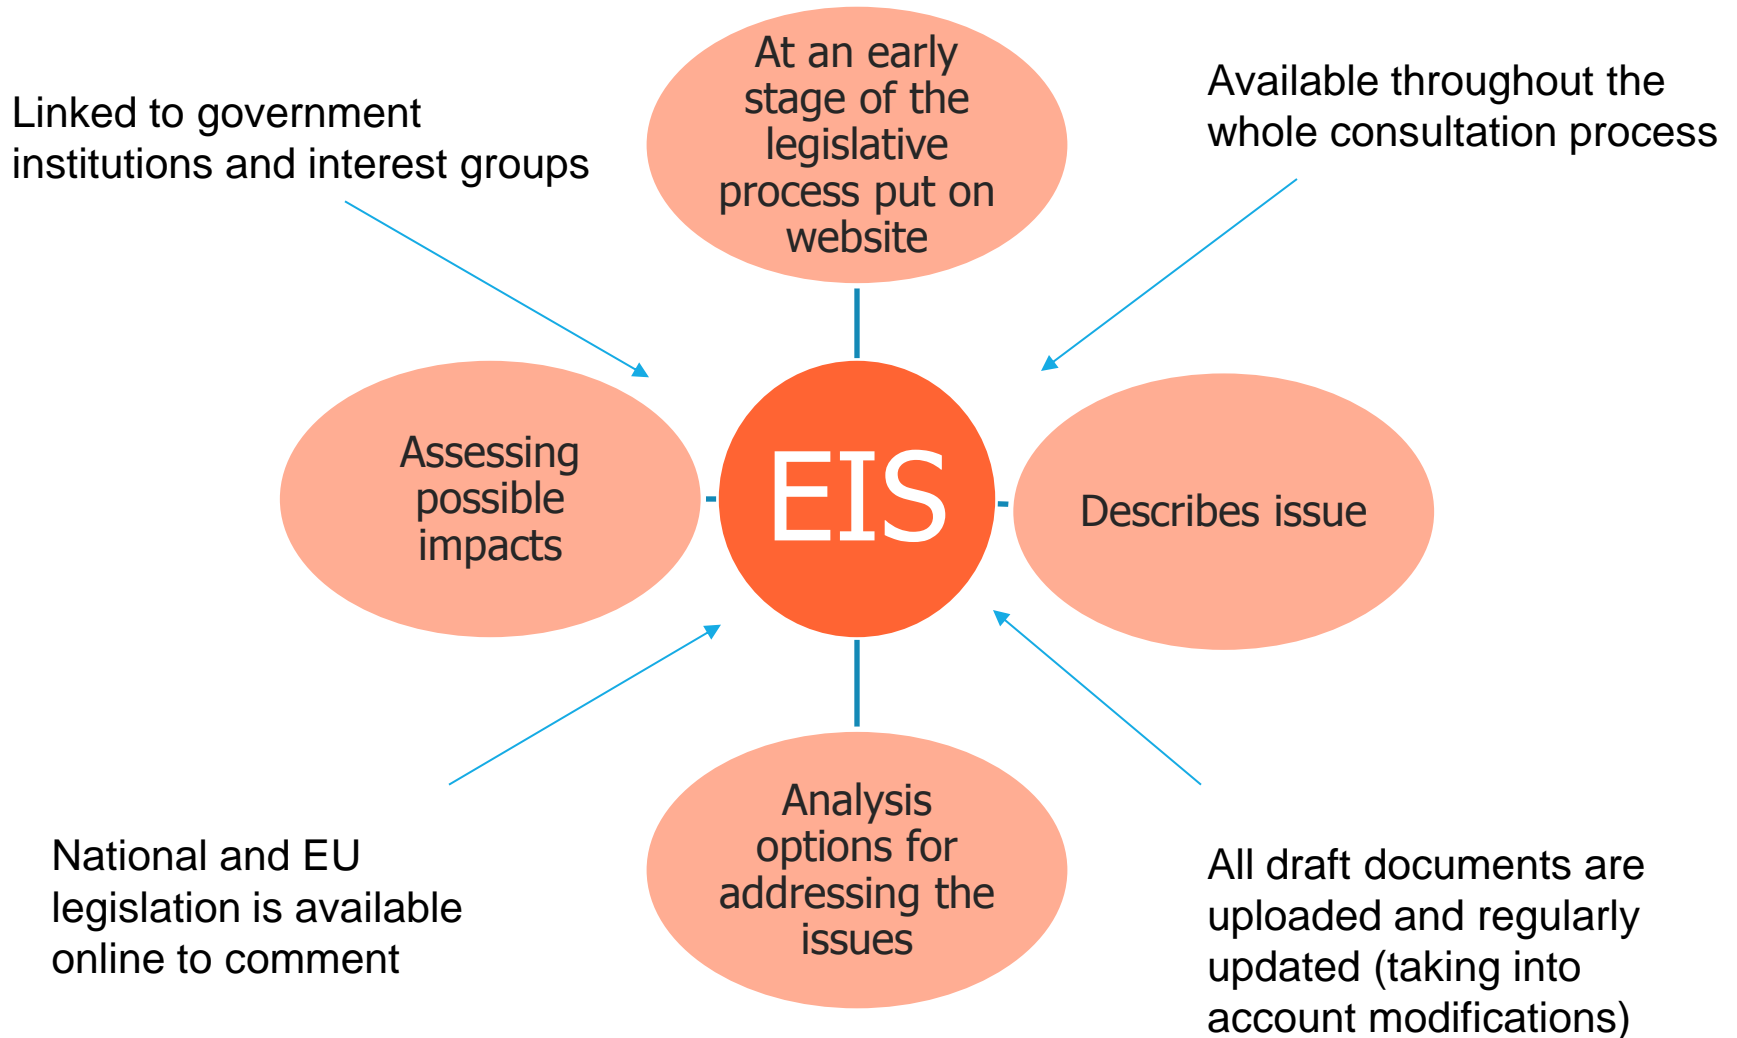 At an early
stage of the
legislative
process put on
website
Linked to government
institutions and interest groups
Available throughout the
whole consultation process
Assessing
possible
impacts
EIS
Describes issue
Analysis
options for
addressing the
issues
National and EU
legislation is available
online to comment
All draft documents are
uploaded and regularly
updated (taking into
account modifications)